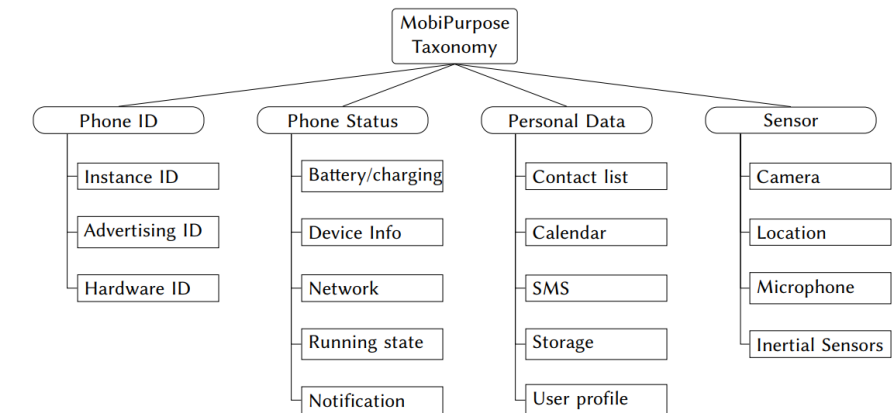 MobiPurpose
Taxonomy
Phone ID
Phone Status
Personal Data
Sensor
Instance ID
Battery/charging
Contact list
Camera
Advertising ID
Device Info
Calendar
Location
Hardware ID
Network
SMS
Microphone
Running state
Storage
Inertial Sensors
Notification
User profile